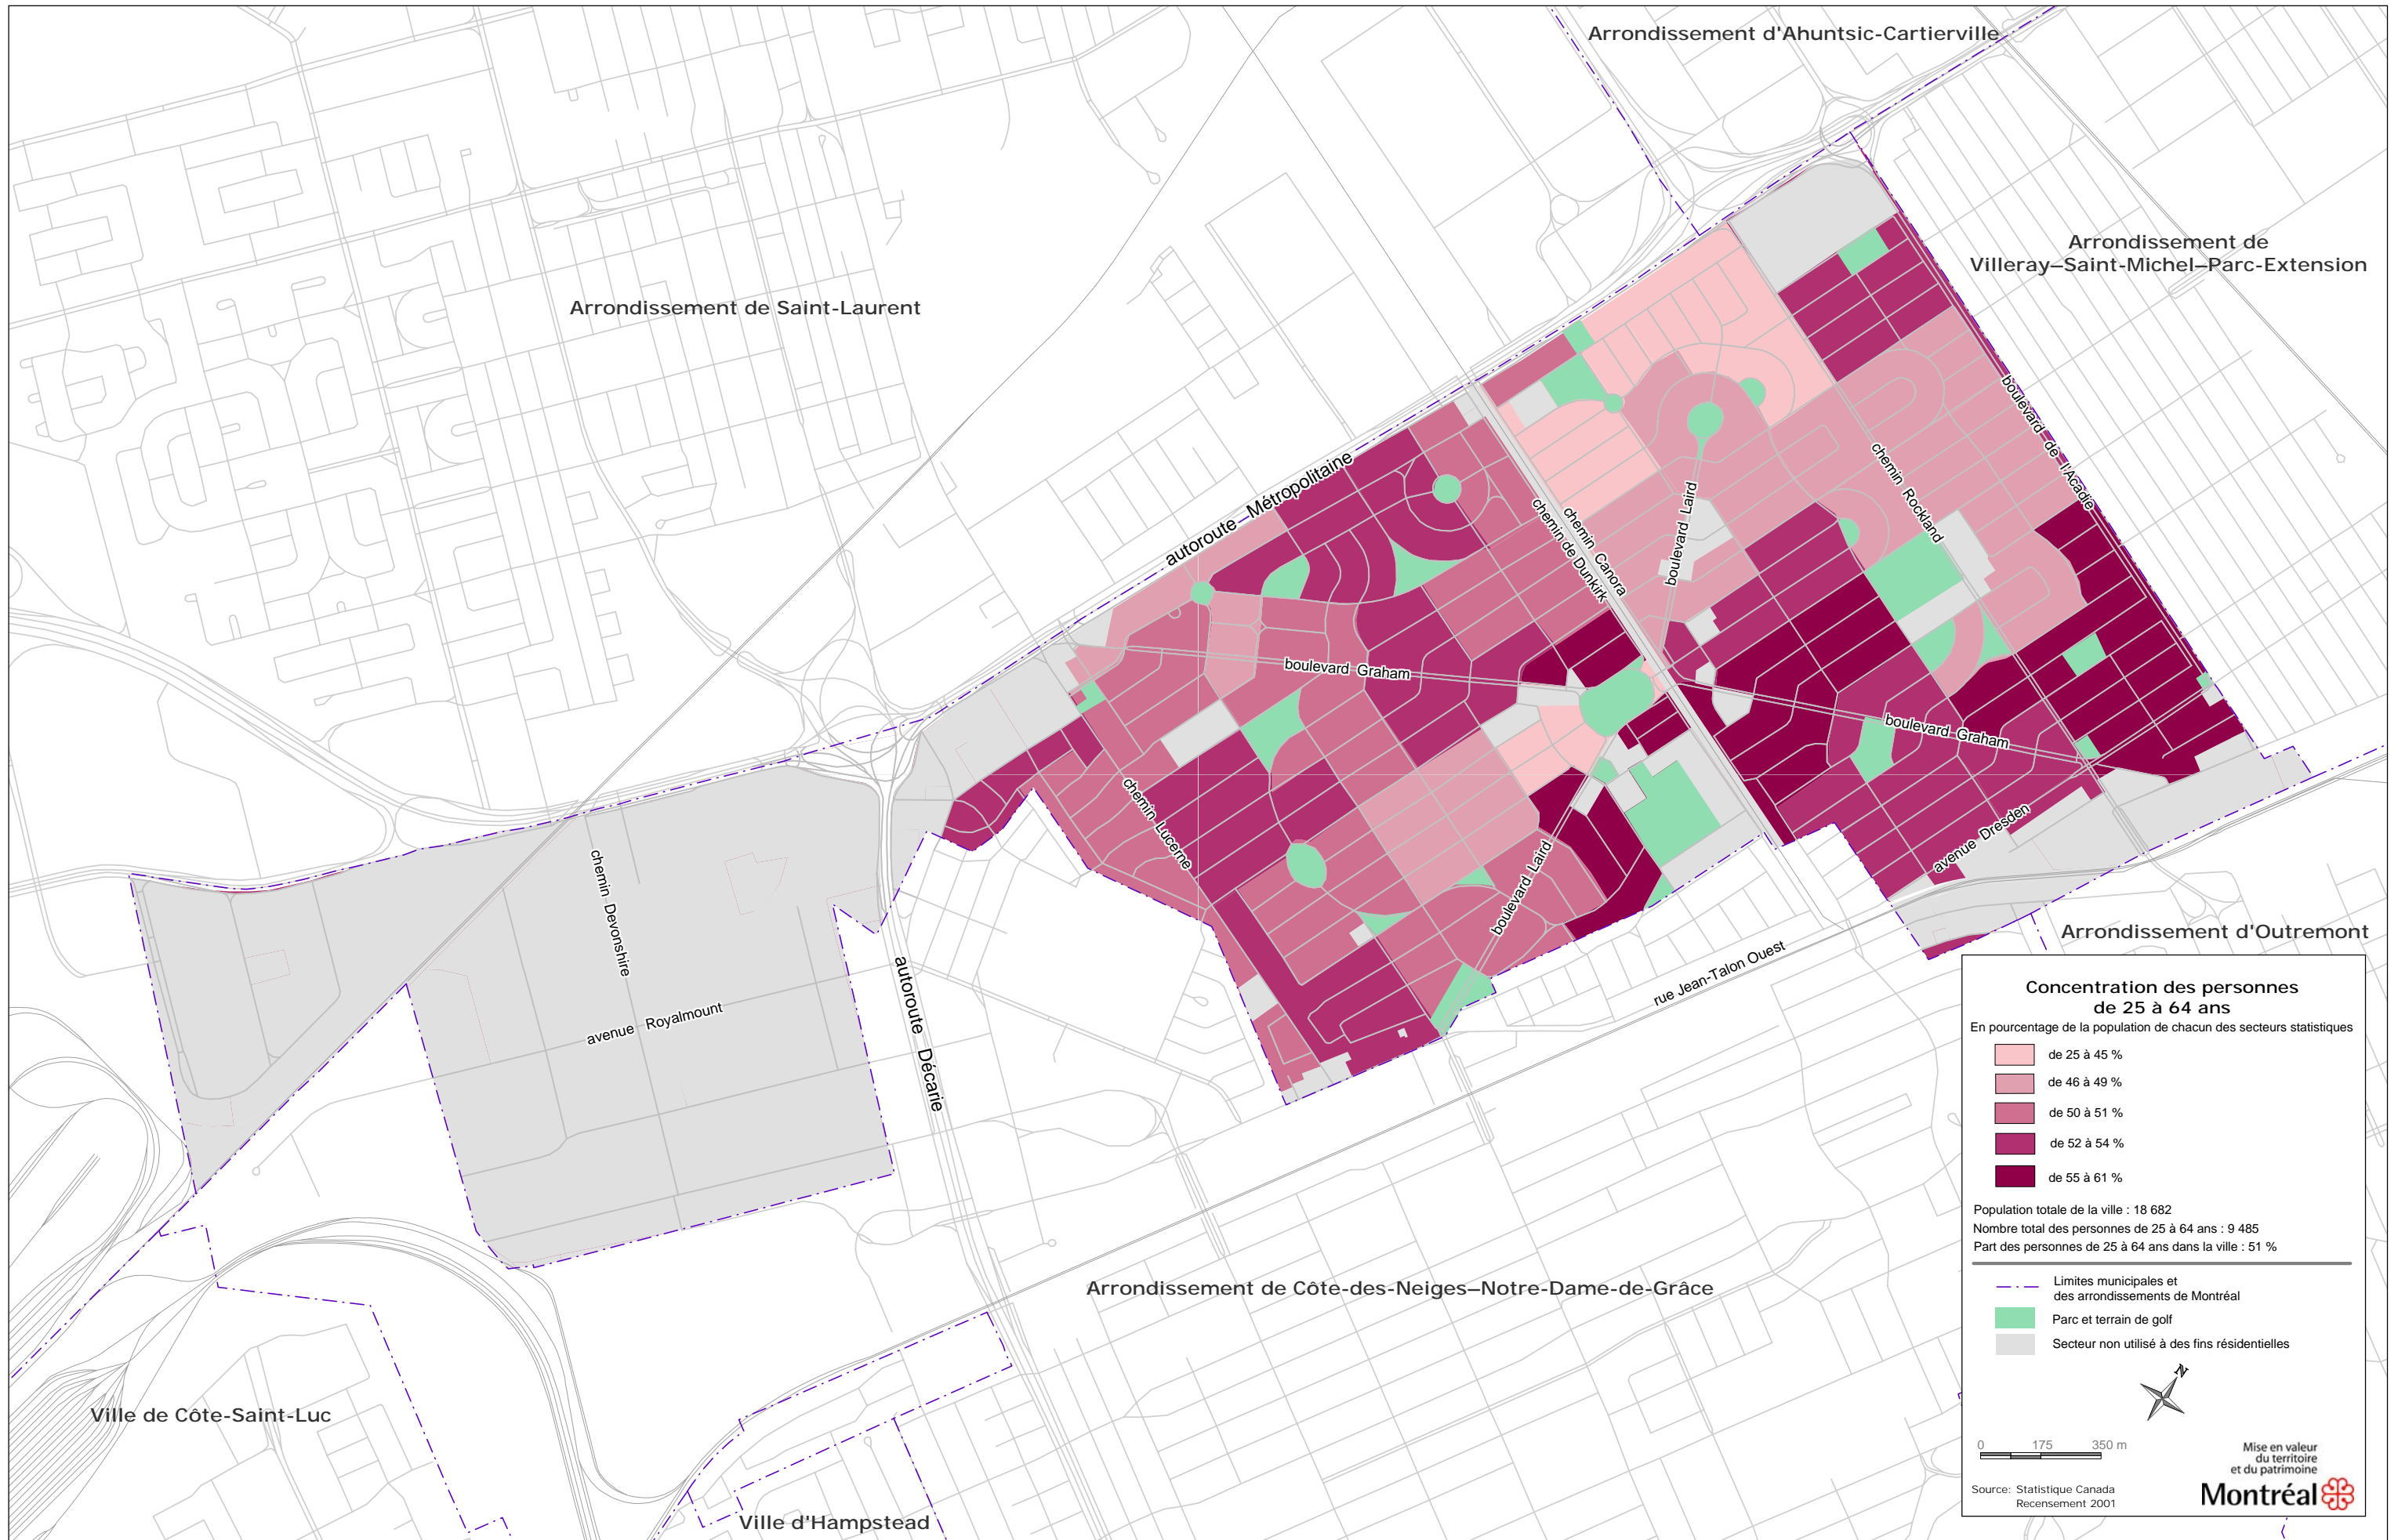 Arrondissement d'Ahuntsic-Cartierville
Arrondissement de
Villeray–Saint-Michel–Parc-Extension
Arrondissement de Saint-Laurent
boulevard de l'Acadie
chemin Rockland
autoroute Métropolitaine
boulevard Laird
chemin Canora
chemin de Dunkirk
boulevard Graham
boulevard Graham
chemin Lucerne
avenue Dresden
boulevard Laird
chemin Devonshire
autoroute Décarie
avenue Royalmount
rue Jean-Talon Ouest
Arrondissement d'Outremont
Arrondissement de Côte-des-Neiges–Notre-Dame-de-Grâce
Ville de Côte-Saint-Luc
Ville d'Hampstead
Concentration des personnes
de 25 à 64 ans
En pourcentage de la population de chacun des secteurs statistiques
de 25 à 45 %
de 46 à 49 %
de 50 à 51 %
de 52 à 54 %
de 55 à 61 %
Population totale de la ville : 18 682
Nombre total des personnes de 25 à 64 ans : 9 485
Part des personnes de 25 à 64 ans dans la ville : 51 %
Limites municipales et
des arrondissements de Montréal
Parc et terrain de golf
Secteur non utilisé à des fins résidentielles
N
0 175 350 m
Mise en valeur
du territoire
et du patrimoine
Source: Statistique Canada
Recensement 2001
Montréal